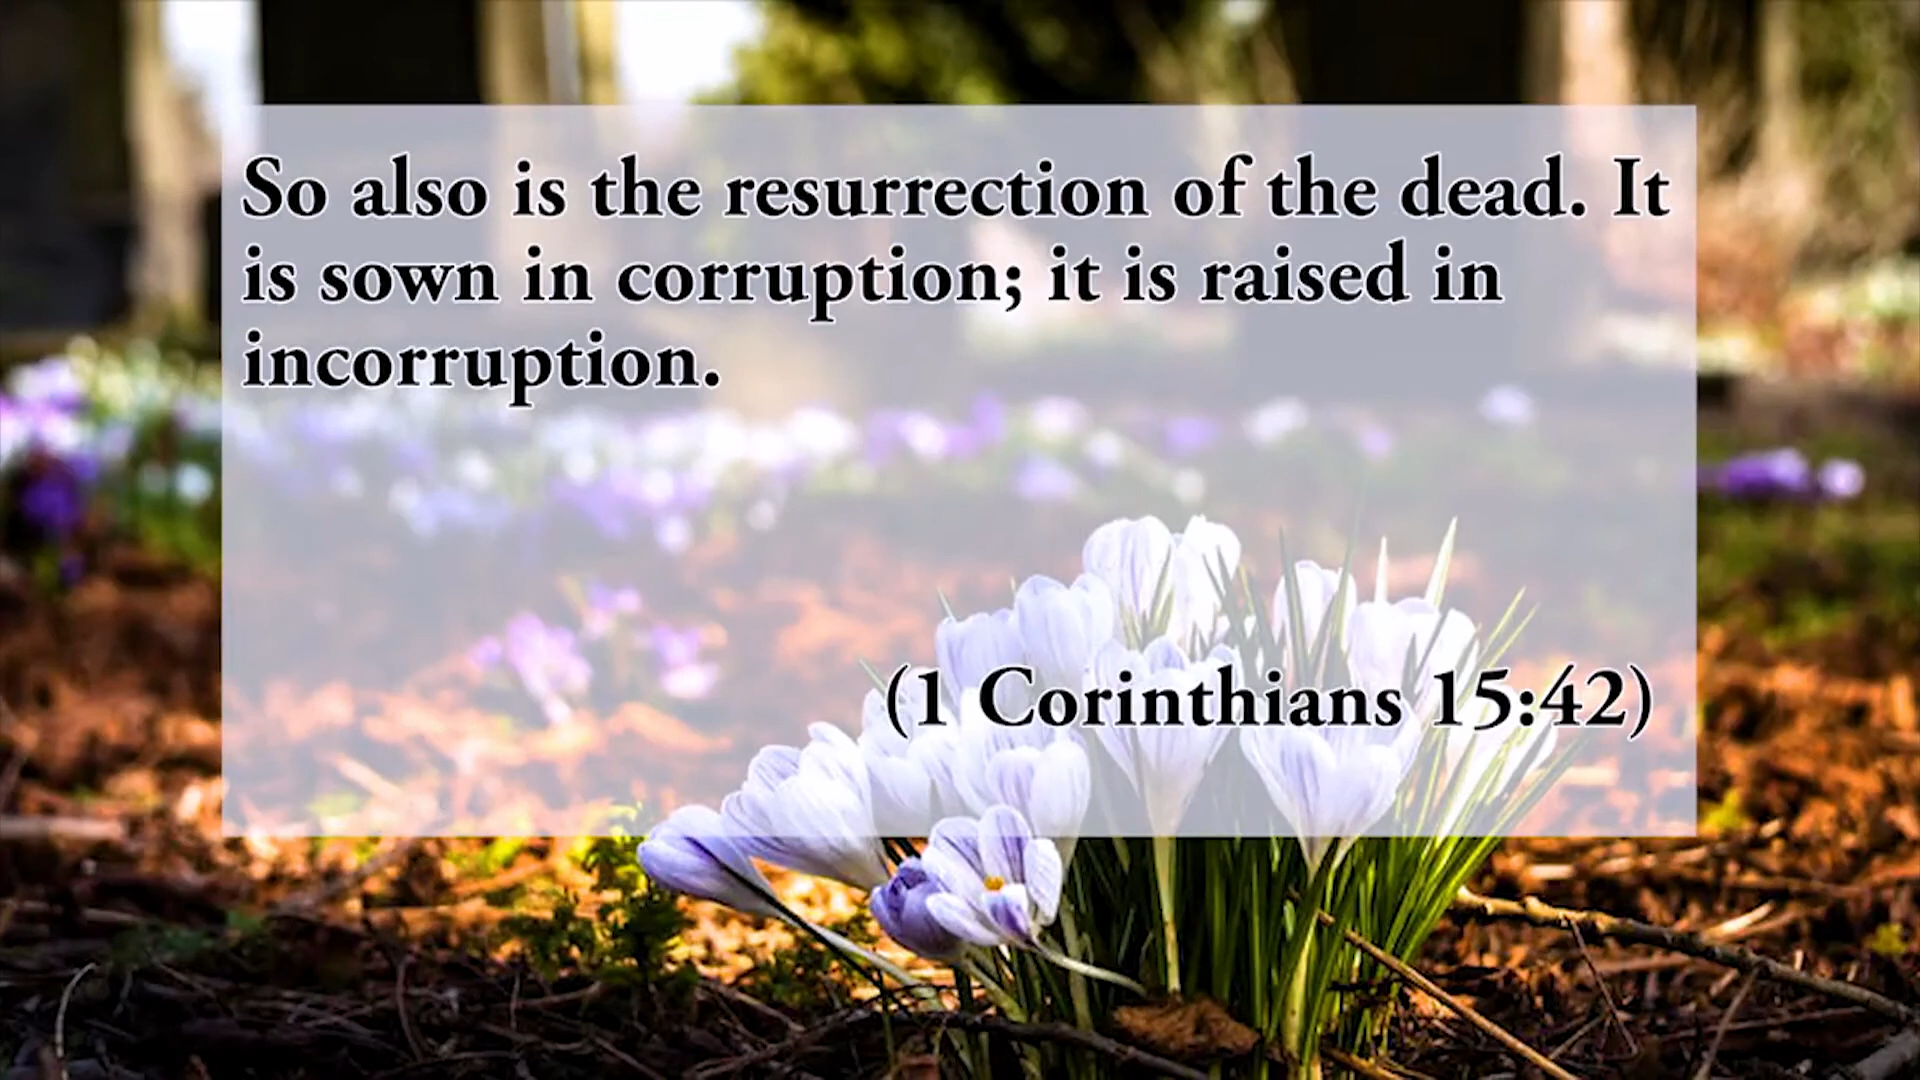 So also is the resurrection of the dead. It
is sown in corruption; it is raised in
incorruption.
(1 Corinthians 15:42)